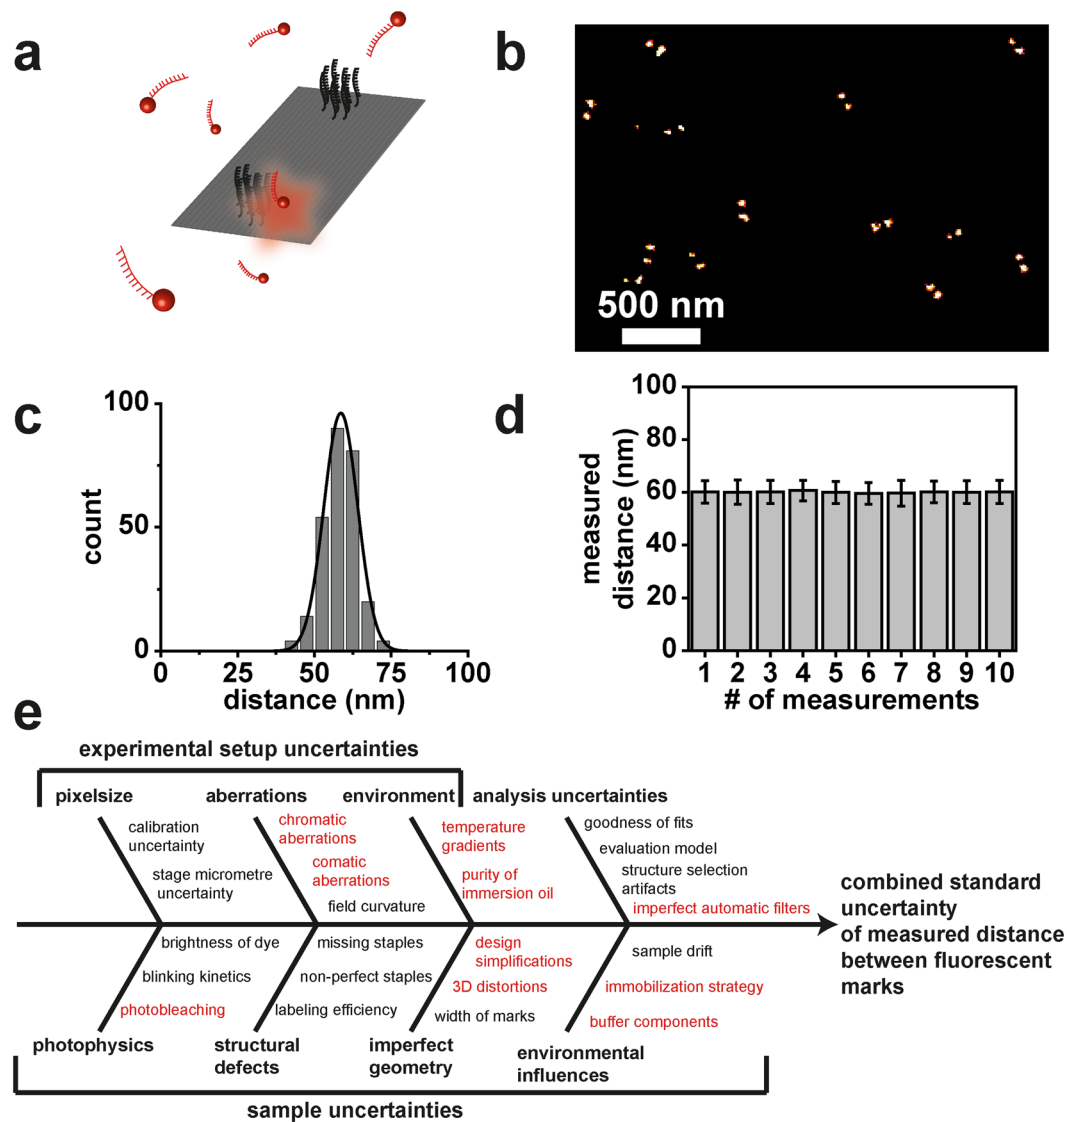 a
b
500 nm
c
100
50
0
count
0
25
50
75
100
distance (nm)
d
100
80
60
40
20
0
measured
distance (nm)
1
2
3
4
5
6
7
8
9
10
# of measurements
e
experimental setup uncertainties
pixelsize
aberrations
environment
analysis uncertainties
calibration
uncertainty
stage micrometre
uncertainty
chromatic
aberrations
comatic
aberrations
field curvature
temperature
gradients
purity of
immersion oil
goodness of fits
evaluation model
structure selection
artifacts
imperfect automatic filters
combined standard
uncertainty
of measured distance
between fluorescent
marks
brightness of dye
blinking kinetics
photobleaching
missing staples
non-perfect staples
labeling efficiency
design
simplifications
3D distortions
width of marks
sample drift
immobilization strategy
buffer components
photophysics
structural
defects
imperfect
geometry
environmental
influences
sample uncertainties